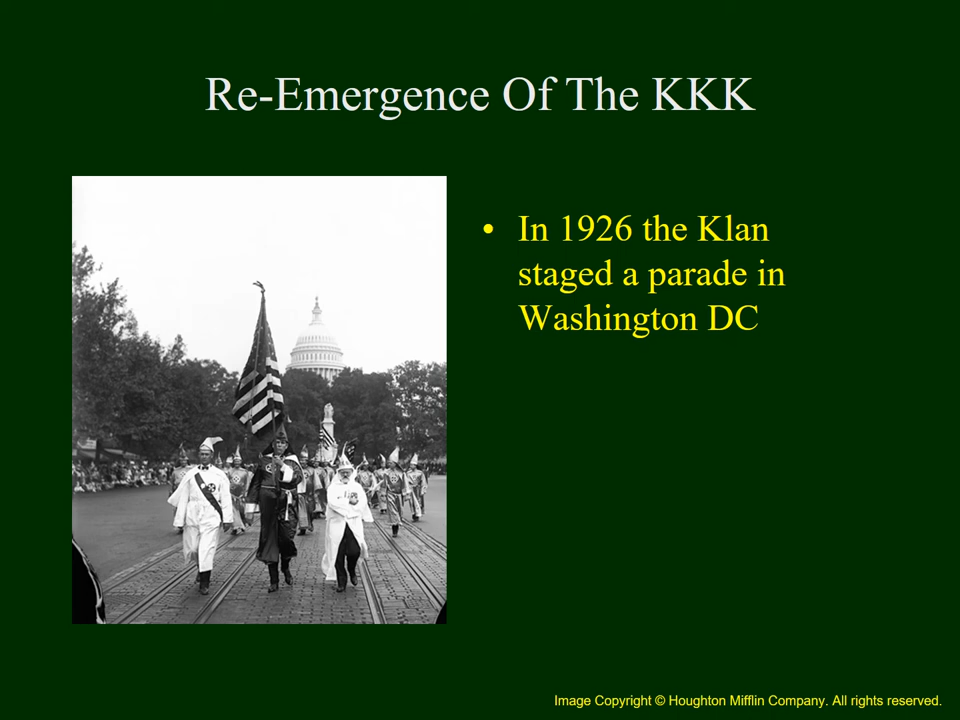 Re-Emergence Of The KKK
• In 1926 the Klan
staged a parade in
Washington DC
Image Copyright © Houghton Mifflin Company. All rights reserved.